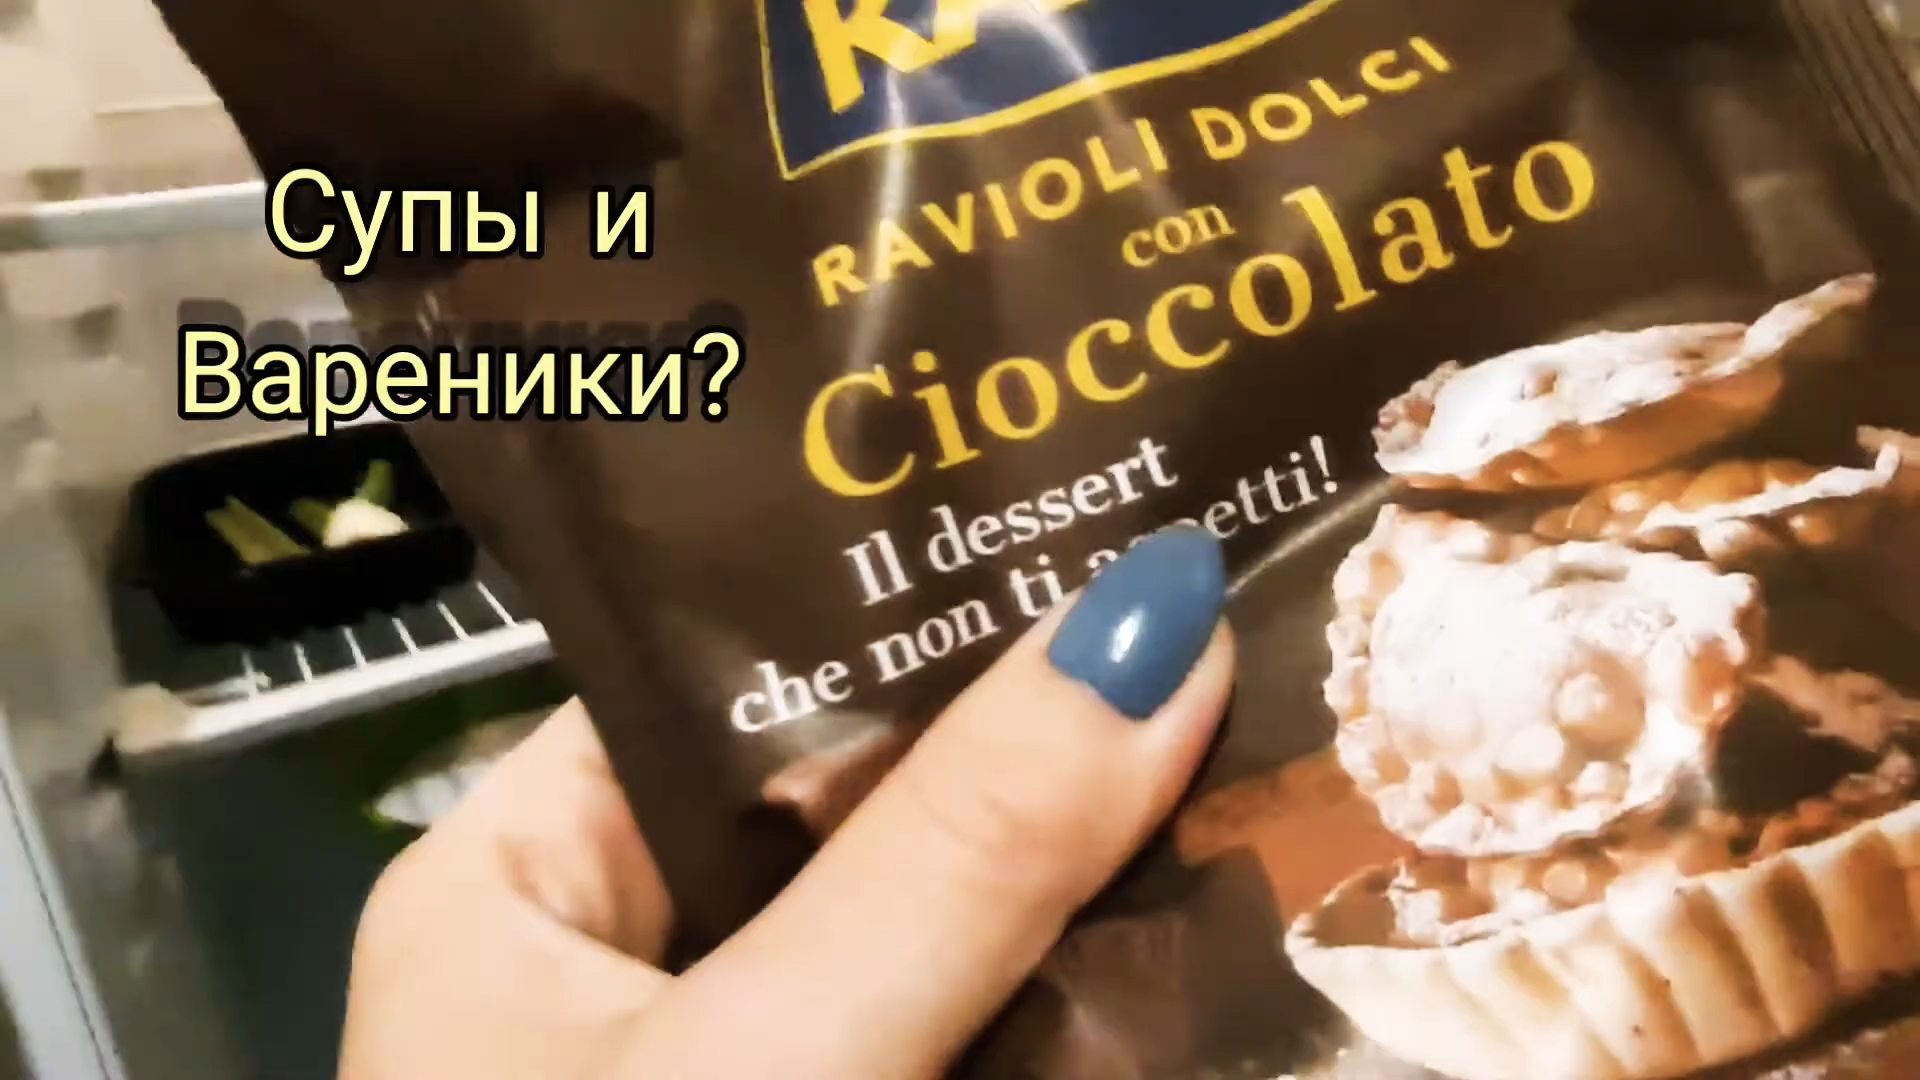 Супы и
Вареники?
RAVIOLI DOLCI
con
Cioccolato
Il dessert
che non ti